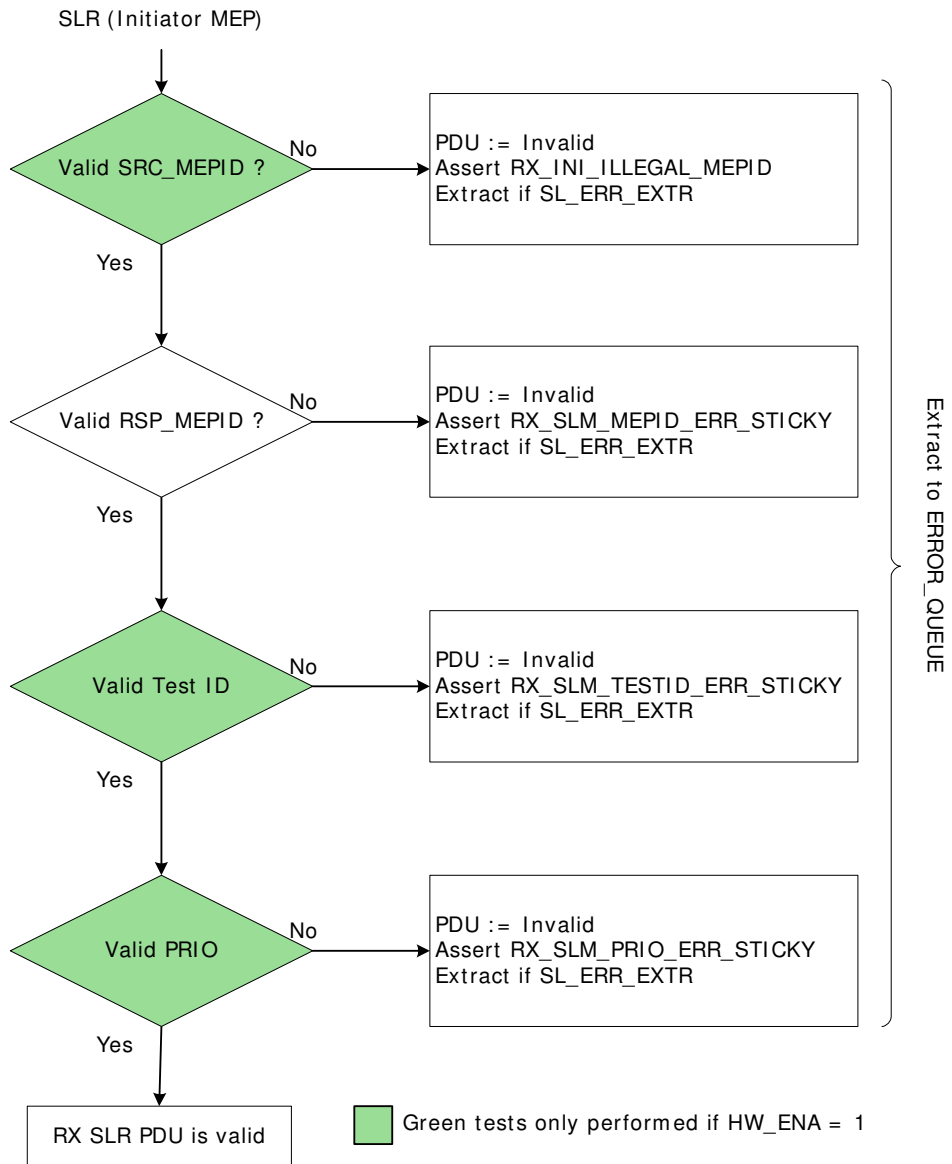 SLR (Initiator MEP)
Valid SRC_MEPID ?
No
PDU := Invalid
Assert RX_INI_ILLEGAL_MEPID
Extract if SL_ERR_EXTR
Yes
Valid RSP_MEPID ?
No
PDU := Invalid
Assert RX_SLM_MEPID_ERR_STICKY
Extract if SL_ERR_EXTR
Yes
Valid Test ID
No
PDU := Invalid
Assert RX_SLM_TESTID_ERR_STICKY
Extract if SL_ERR_EXTR
Yes
Valid PRIO
No
PDU := Invalid
Assert RX_SLM_PRIO_ERR_STICKY
Extract if SL_ERR_EXTR
Yes
RX SLR PDU is valid
Extract to ERROR_QUEUE
Green tests only performed if HW_ENA = 1